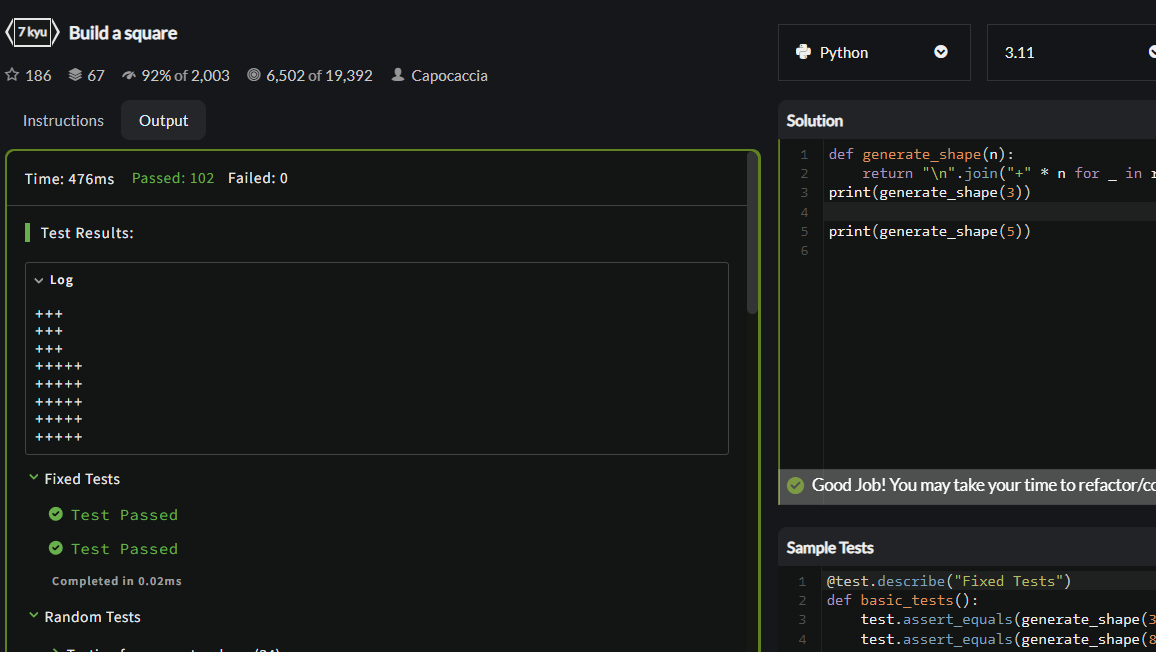 7 kyu Build a square
186 67 92% of 2,003 6,502 of 19,392 Capocaccia
Instructions Output
Time: 476ms Passed: 102 Failed: 0
Test Results:
Log
+++
+++
+++
+++++
+++++
+++++
+++++
+++++
Fixed Tests
Test Passed
Test Passed
Completed in 0.02ms
Random Tests
Python 3.11
Solution
1 def generate_shape(n):
2 return "\n".join("+" * n for _ in r
3 print(generate_shape(3))
4
5 print(generate_shape(5))
6
Good Job! You may take your time to refactor/co
Sample Tests
1 @test.describe("Fixed Tests")
2 def basic_tests():
3 test.assert_equals(generate_shape(3
4 test.assert_equals(generate_shape(8